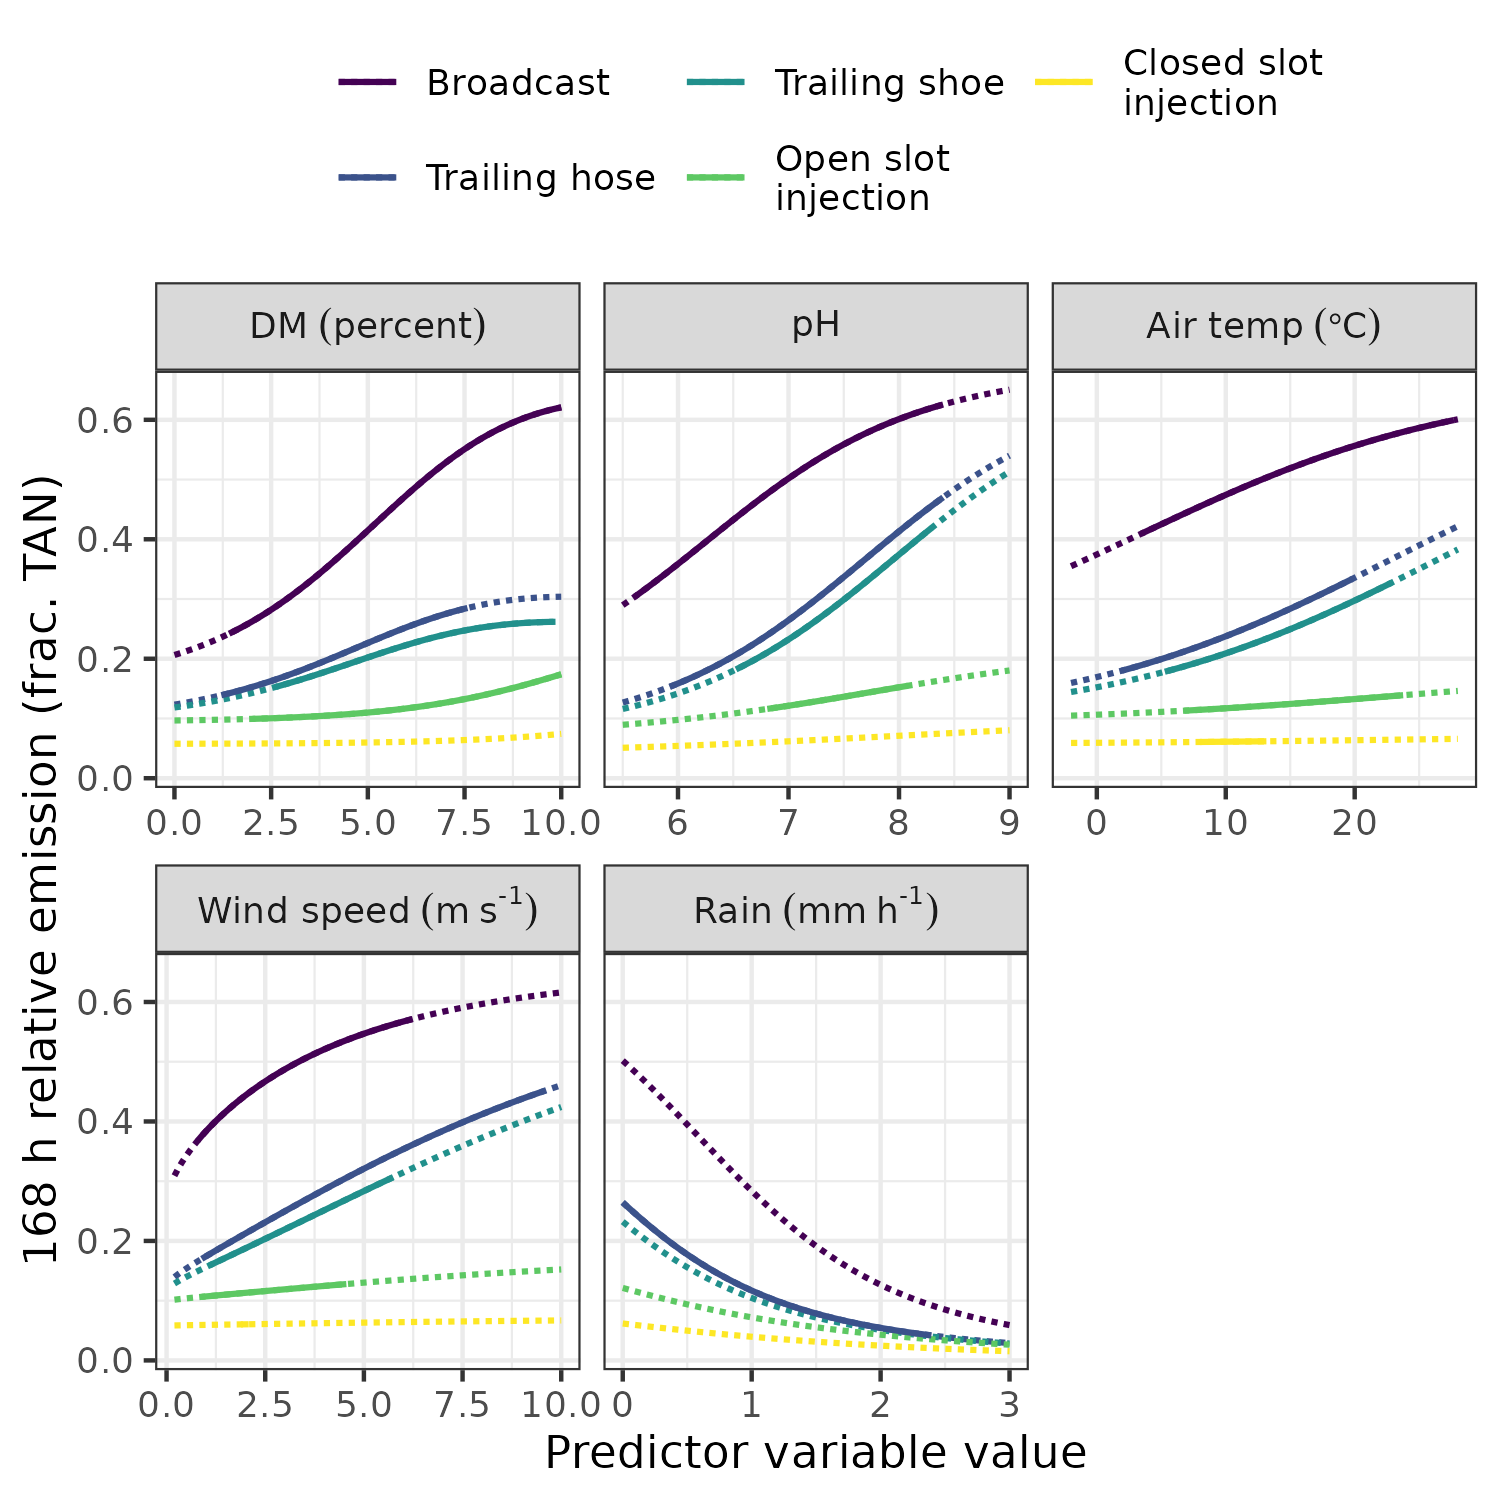 Broadcast
Trailing shoe
Closed slot
injection
Trailing hose
Open slot
injection
DM (percent)
pH
Air temp (°C)
0.6
0.4
0.2
0.0
0.0 2.5 5.0 7.5 10.0
6 7 8 9
0 10 20
Wind speed (m s⁻¹)
Rain (mm h⁻¹)
0.6
0.4
0.2
0.0
0.0 2.5 5.0 7.5 10.0
0 1 2 3
168 h relative emission (frac. TAN)
Predictor variable value